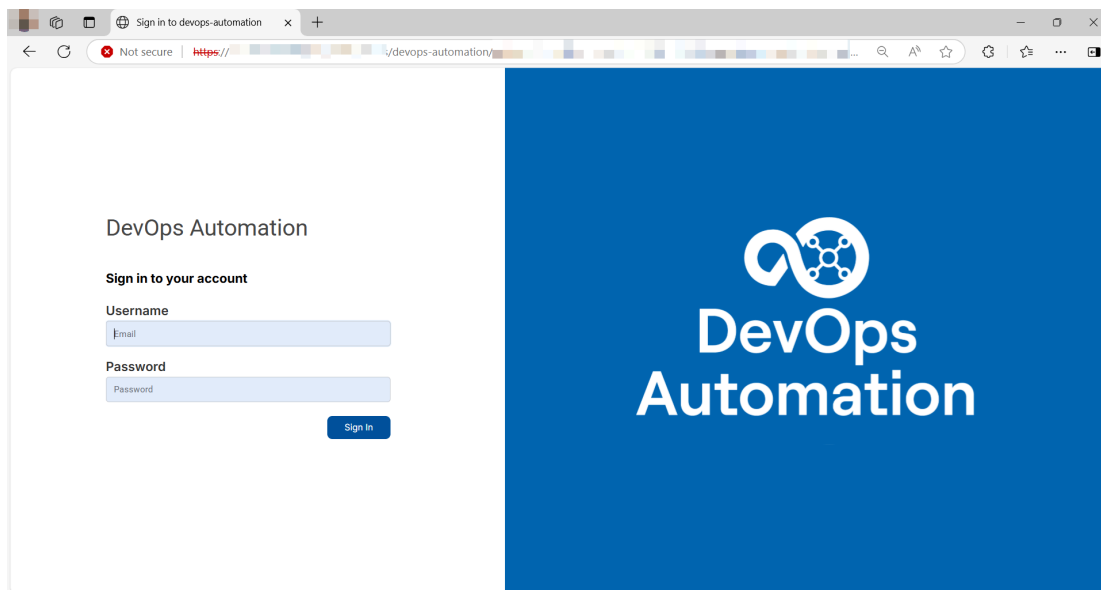 Sign in to devops-automation
Not secure https:// /devops-automation/ ...
DevOps Automation
Sign in to your account
Username
Email
Password
Password
Sign In
DevOps
Automation